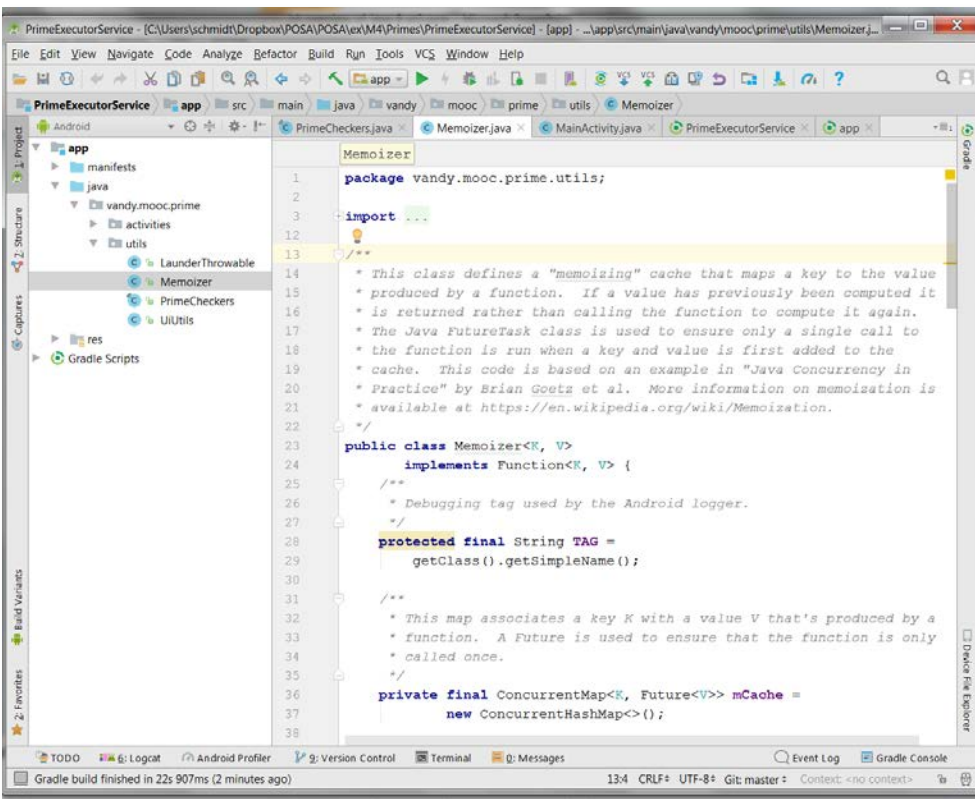 PrimeExecutorService - [C:\Users\schmidt\Dropbox\POSA\POSA\ex\M4\Primes\PrimeExecutorService] - [app] - ...\app\src\main\java\vandy\mooc\prime\utils\Memoizer.j...
File Edit View Navigate Code Analyze Refactor Build Run Tools VCS Window Help
app
PrimeExecutorService app src main java vandy mooc prime utils Memoizer
Android
PrimeCheckers.java Memoizer.java MainActivity.java PrimeExecutorService app
1: Project
2: Structure
Captures
Build Variants
2: Favorites
app
manifests
java
vandy.mooc.prime
activities
utils
LaunderThrowable
Memoizer
PrimeCheckers
UiUtils
res
Gradle Scripts
Memoizer
1 package vandy.mooc.prime.utils;
2
3 import ...
12
13 /**
14 * This class defines a "memoizing" cache that maps a key to the value
15 * produced by a function. If a value has previously been computed it
16 * is returned rather than calling the function to compute it again.
17 * The Java FutureTask class is used to ensure only a single call to
18 * the function is run when a key and value is first added to the
19 * cache. This code is based on an example in "Java Concurrency in
20 * Practice" by Brian Goetz et al. More information on memoization is
21 * available at https://en.wikipedia.org/wiki/Memoization.
22 */
23 public class Memoizer<K, V>
24 implements Function<K, V> {
25 /**
26 * Debugging tag used by the Android logger.
27 */
28 protected final String TAG =
29 getClass().getSimpleName();
30
31 /**
32 * This map associates a key K with a value V that's produced by a
33 * function. A Future is used to ensure that the function is only
34 * called once.
35 */
36 private final ConcurrentMap<K, Future<V>> mCache =
37 new ConcurrentHashMap<>();
38
Gradle
Device File Explorer
TODO 6: Logcat Android Profiler 9: Version Control Terminal 0: Messages Event Log Gradle Console
Gradle build finished in 22s 907ms (2 minutes ago) 13:4 CRLF UTF-8 Git: master Context: <no context>